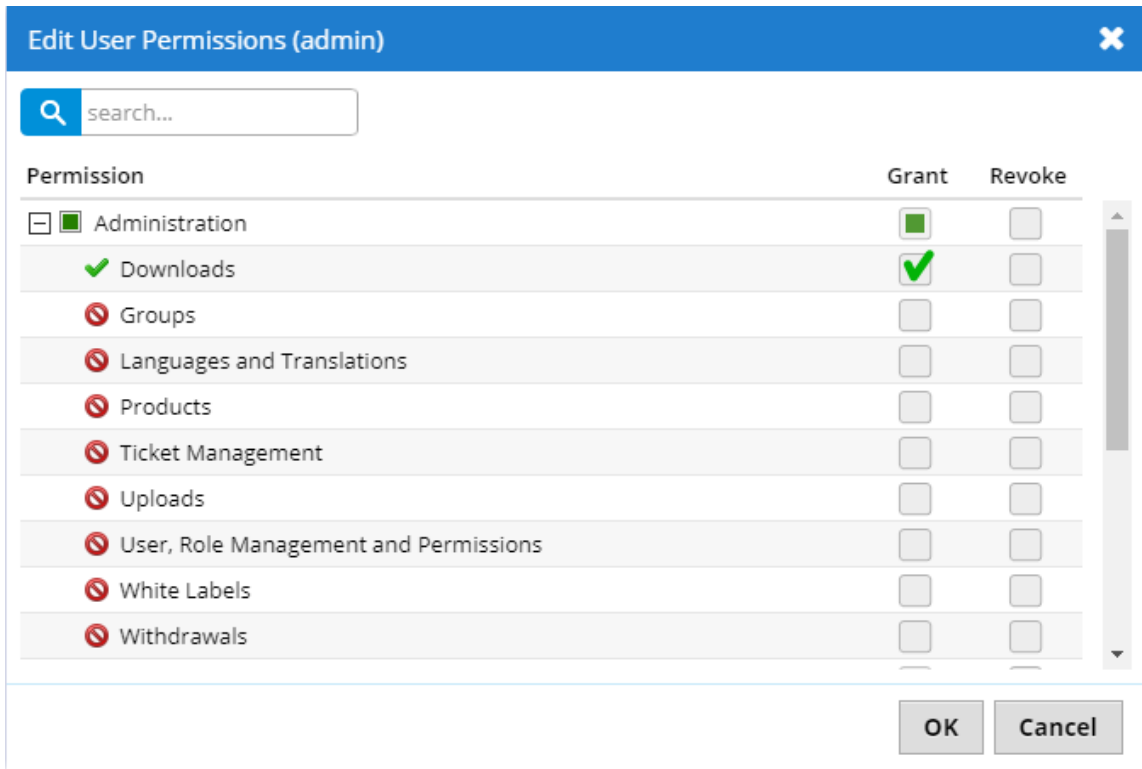 Edit User Permissions (admin)
search...
Permission Grant Revoke
Administration
Downloads
Groups
Languages and Translations
Products
Ticket Management
Uploads
User, Role Management and Permissions
White Labels
Withdrawals
OK Cancel